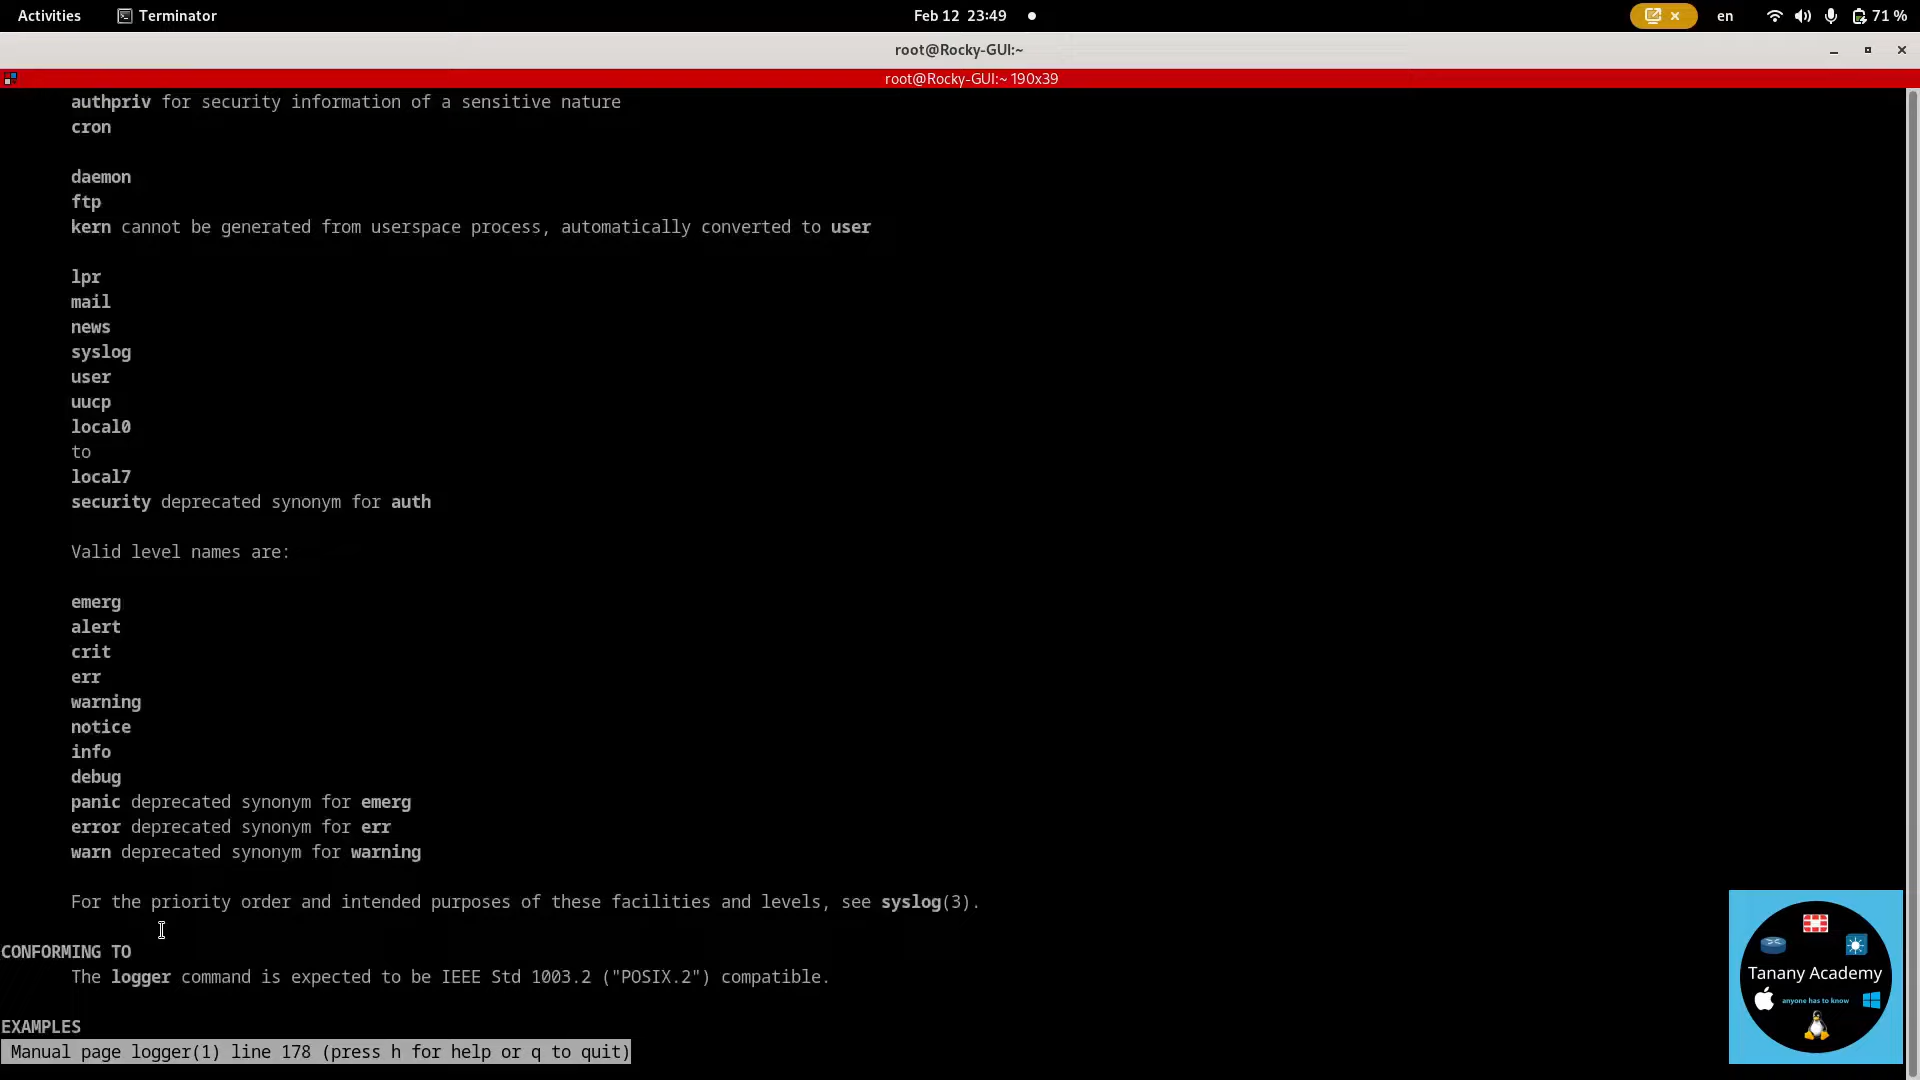 Activities
Terminator
Feb 12 23:49
en
71 %
root@Rocky-GUI:~
root@Rocky-GUI:~ 190x39
authpriv for security information of a sensitive nature
cron
daemon
ftp
kern cannot be generated from userspace process, automatically converted to user
lpr
mail
news
syslog
user
uucp
local0
to
local7
security deprecated synonym for auth
Valid level names are:
emerg
alert
crit
err
warning
notice
info
debug
panic deprecated synonym for emerg
error deprecated synonym for err
warn deprecated synonym for warning
For the priority order and intended purposes of these facilities and levels, see syslog(3).
CONFORMING TO
The logger command is expected to be IEEE Std 1003.2 ("POSIX.2") compatible.
EXAMPLES
Manual page logger(1) line 178 (press h for help or q to quit)
Tanany Academy
anyone has to know